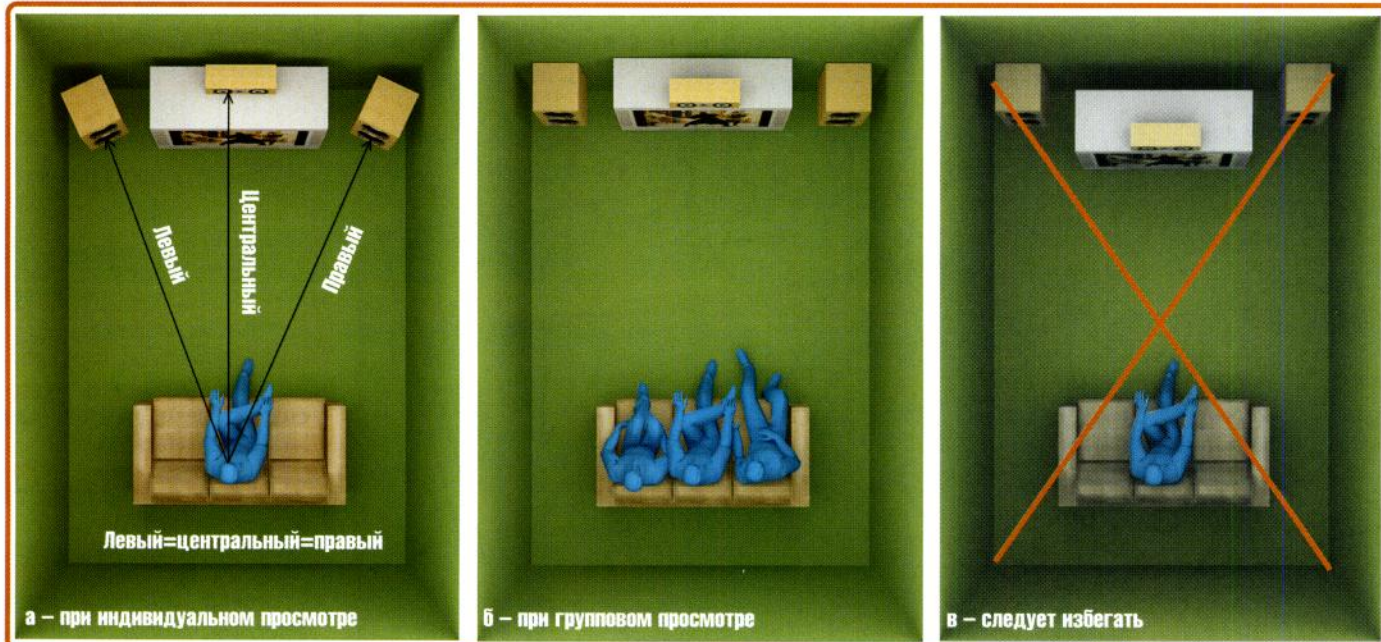 Левый
Центральный
Правый
Левый=центральный=правый
а – при индивидуальном просмотре
б – при групповом просмотре
в – следует избегать